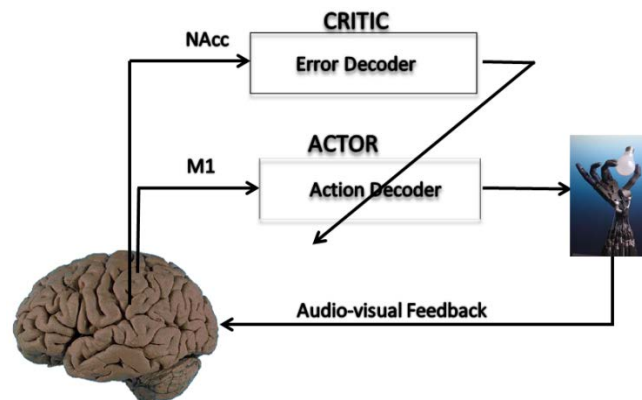 CRITIC
NAcc
Error Decoder
ACTOR
M1
Action Decoder
Audio-visual Feedback